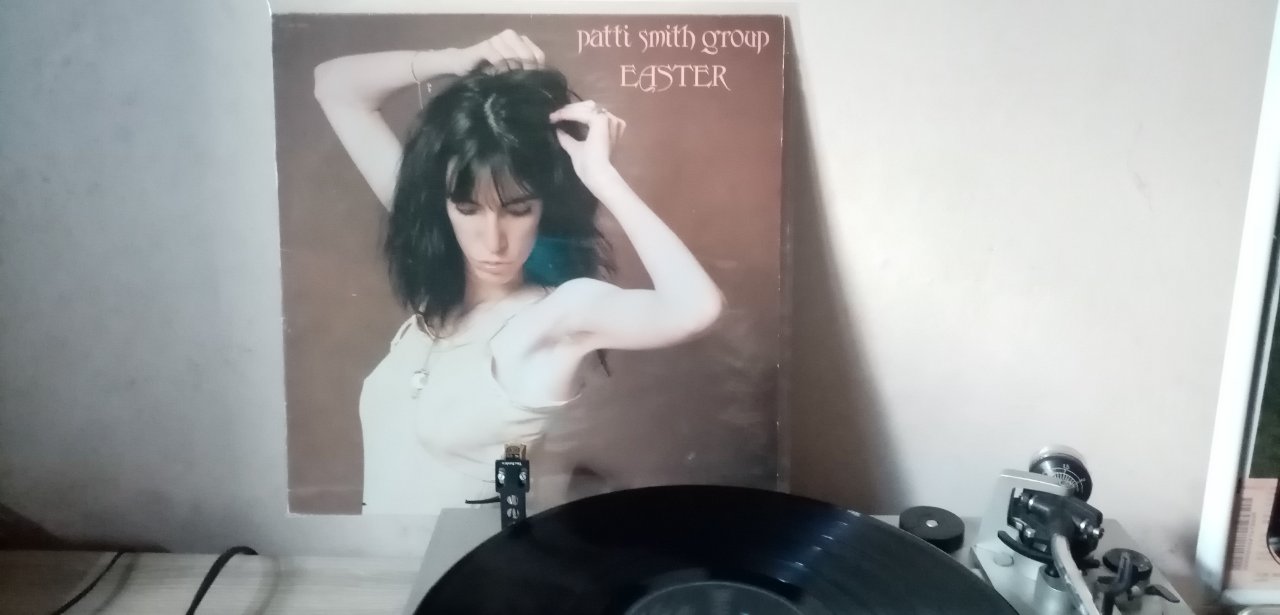 patti smith group
EASTER